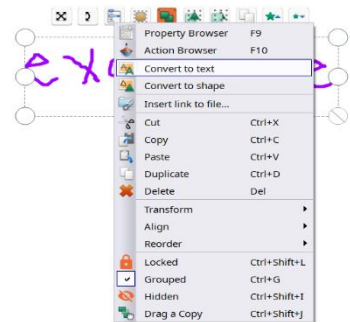 Property Browser F9
Action Browser F10
Convert to text
Convert to shape
Insert link to file...
Cut Ctrl+X
Copy Ctrl+C
Paste Ctrl+V
Duplicate Ctrl+D
Delete Del
Transform
Align
Reorder
Locked Ctrl+Shift+L
Grouped Ctrl+G
Hidden Ctrl+Shift+I
Drag a Copy Ctrl+Shift+J